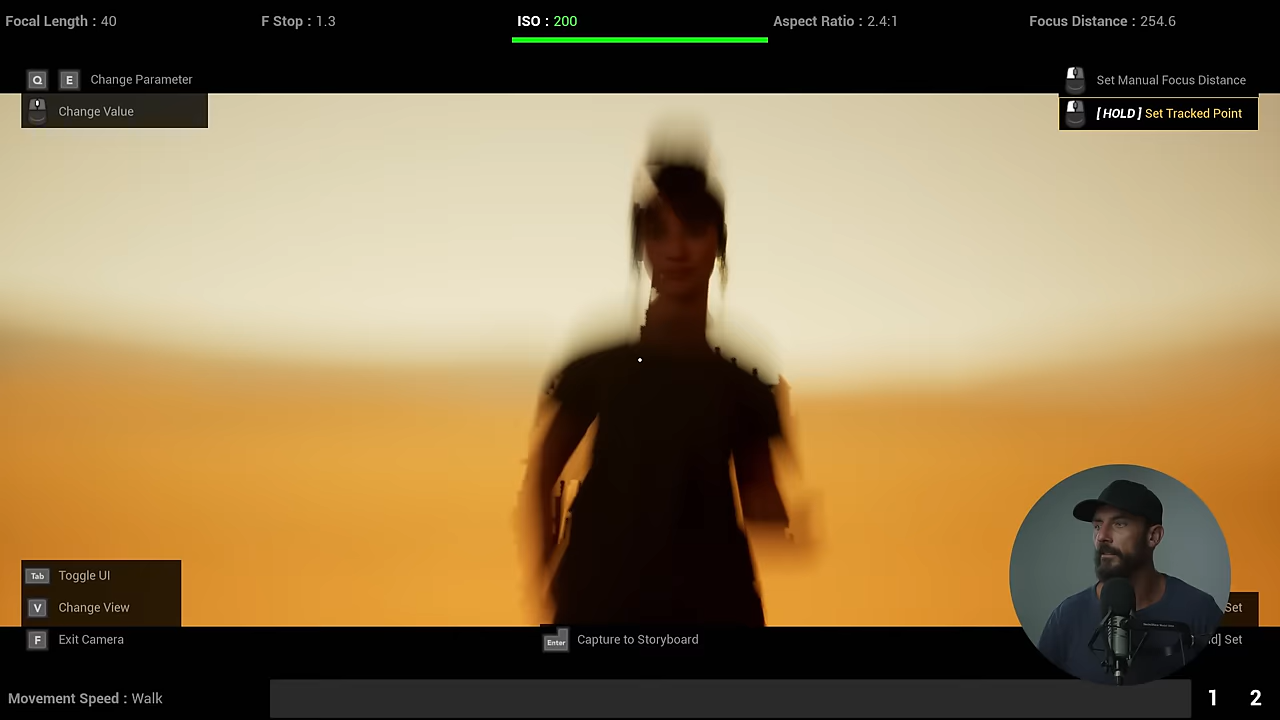 Focal Length : 40
F Stop : 1.3
ISO : 200
Aspect Ratio : 2.4:1
Focus Distance : 254.6
Q E Change Parameter
Set Manual Focus Distance
Change Value
[ HOLD ] Set Tracked Point
Tab Toggle UI
V Change View
Set
F Exit Camera
Enter Capture to Storyboard
d] Set
Movement Speed : Walk
1 2